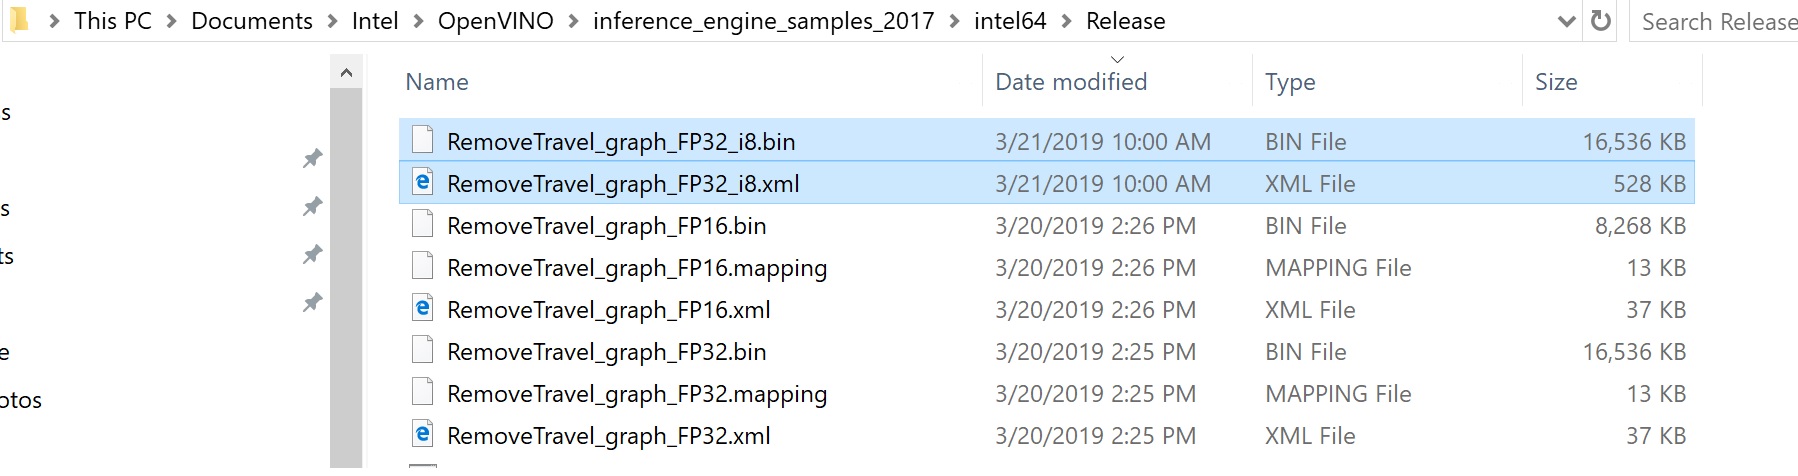 This PC > Documents > Intel > OpenVINO > inference_engine_samples_2017 > intel64 > Release Search Release
Name Date modified Type Size
s
RemoveTravel_graph_FP32_i8.bin 3/21/2019 10:00 AM BIN File 16,536 KB
RemoveTravel_graph_FP32_i8.xml 3/21/2019 10:00 AM XML File 528 KB
s RemoveTravel_graph_FP16.bin 3/20/2019 2:26 PM BIN File 8,268 KB
ts RemoveTravel_graph_FP16.mapping 3/20/2019 2:26 PM MAPPING File 13 KB
RemoveTravel_graph_FP16.xml 3/20/2019 2:26 PM XML File 37 KB
e RemoveTravel_graph_FP32.bin 3/20/2019 2:25 PM BIN File 16,536 KB
otos RemoveTravel_graph_FP32.mapping 3/20/2019 2:25 PM MAPPING File 13 KB
RemoveTravel_graph_FP32.xml 3/20/2019 2:25 PM XML File 37 KB